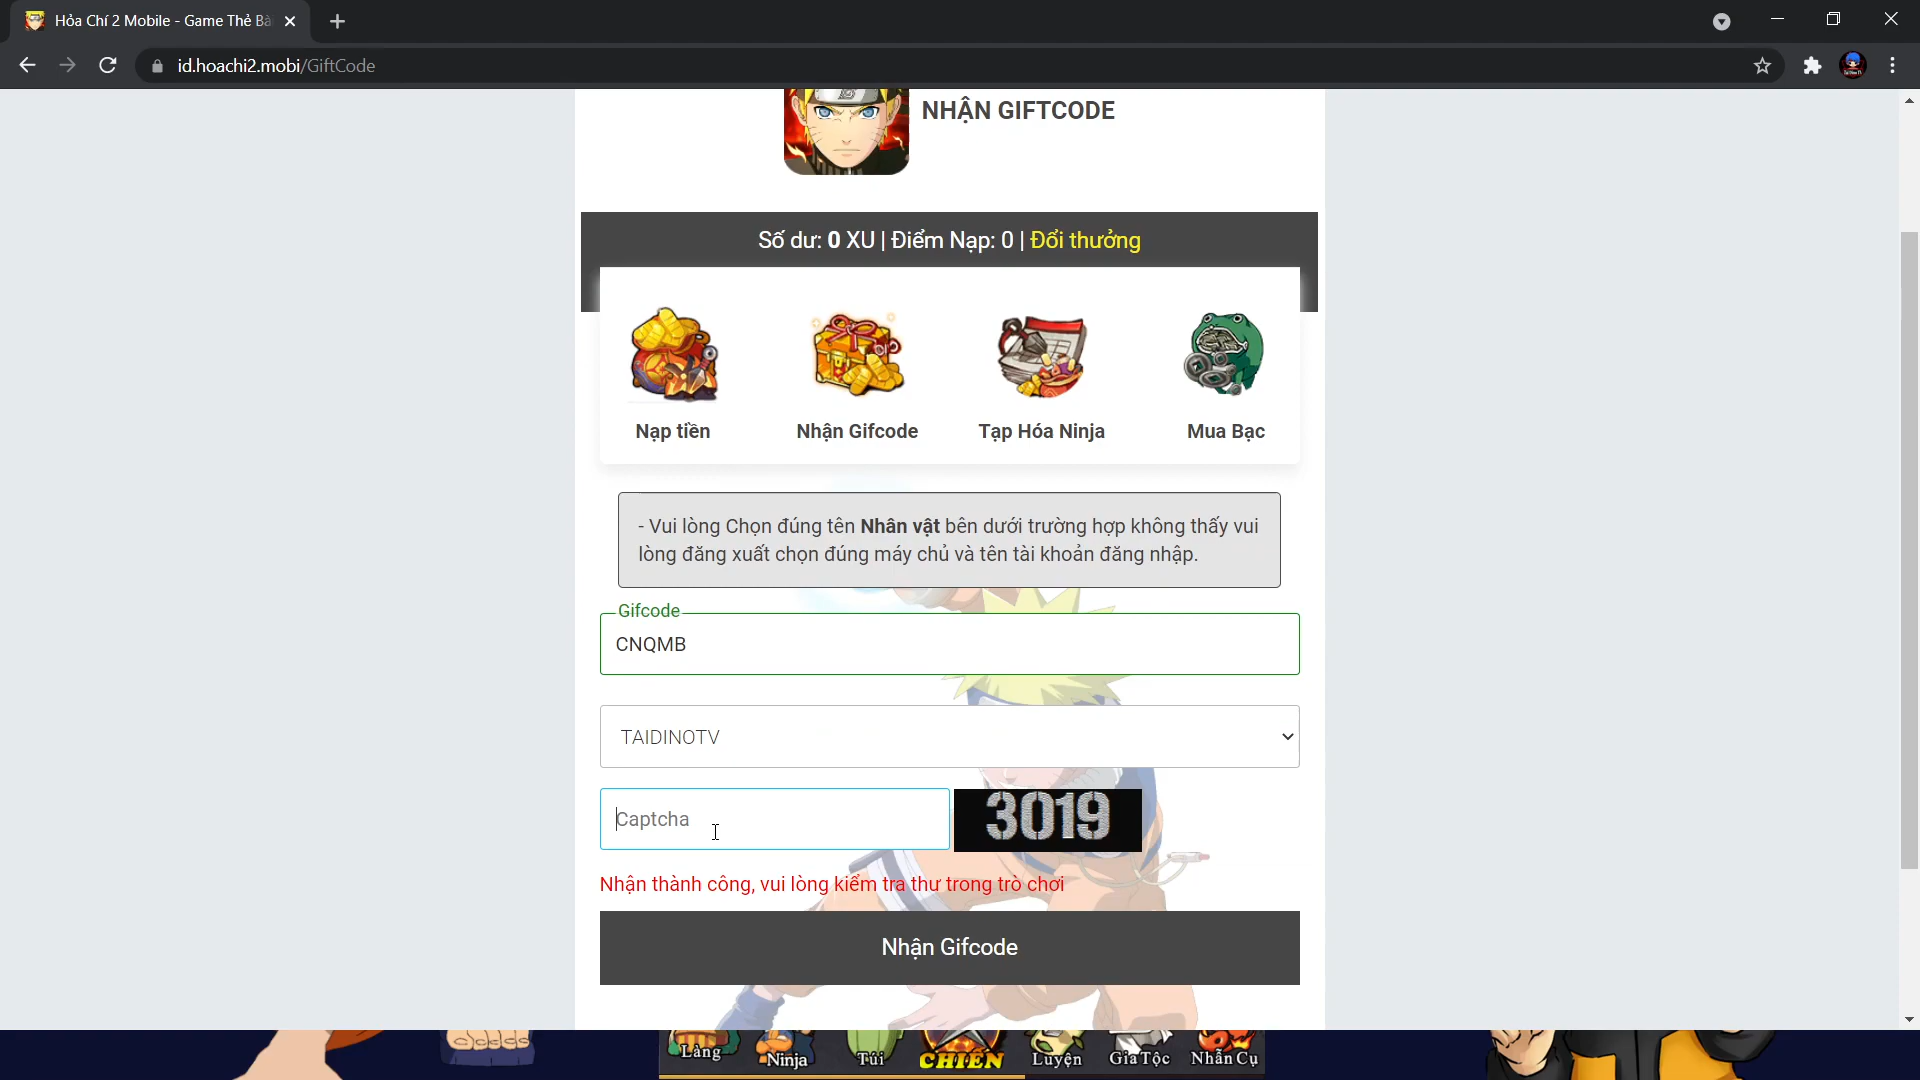 Hỏa Chí 2 Mobile - Game Thẻ Bà
id.hoachi2.mobi/GiftCode
NHẬN GIFTCODE
Số dư: 0 XU | Điểm Nạp: 0 | Đổi thưởng
Nạp tiền
Nhận Gifcode
Tạp Hóa Ninja
Mua Bạc
- Vui lòng Chọn đúng tên Nhân vật bên dưới trường hợp không thấy vui
lòng đăng xuất chọn đúng máy chủ và tên tài khoản đăng nhập.
Gifcode
CNQMB
TAIDINOTV
Captcha
3019
Nhận thành công, vui lòng kiểm tra thư trong trò chơi
Nhận Gifcode
Làng
Ninja
Túi
CHIẾN
Luyện
Gia Tộc
Nhẫn Cụ